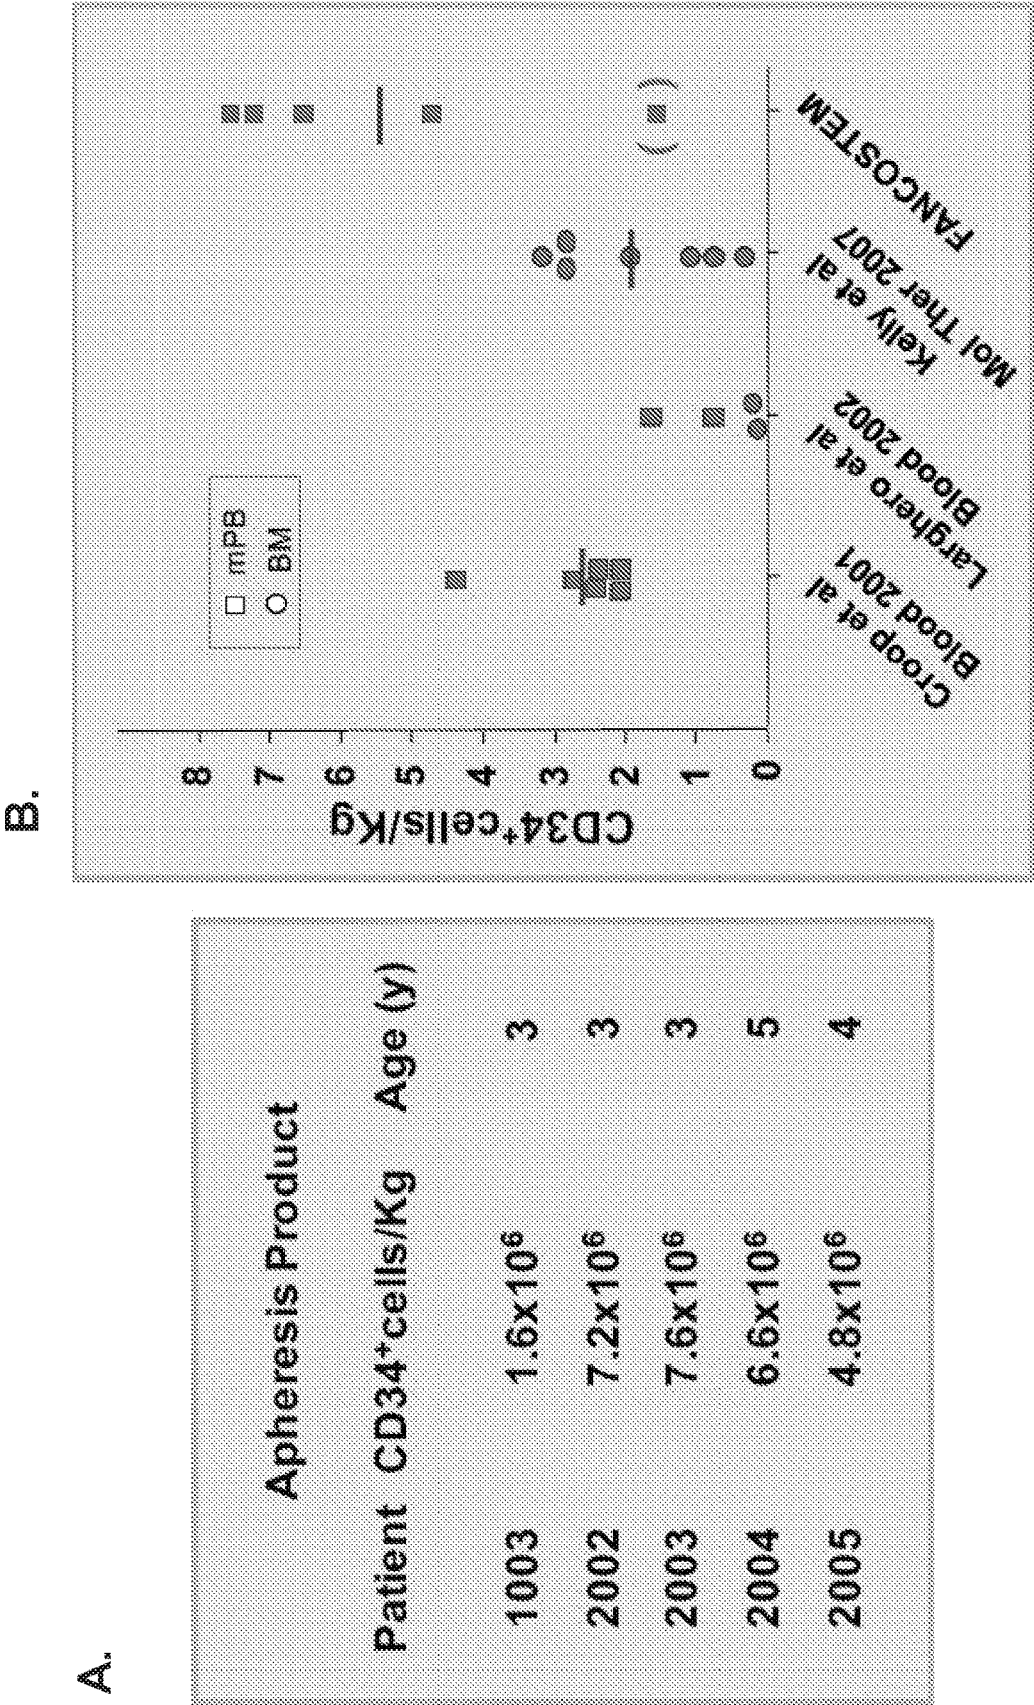 A.
Apheresis Product
Patient CD34⁺cells/Kg Age (y)
1003 1.6x10⁶ 3
2002 7.2x10⁶ 3
2003 7.6x10⁶ 3
2004 6.6x10⁶ 5
2005 4.8x10⁶ 4
B.
CD34⁺cells/Kg
8
7
6
5
4
3
2
1
0
mPB
BM
Croop et al
Blood 2001
Larghero et al
Blood 2002
Kelly et al
Mol Ther 2007
FANCOSTEM
( )